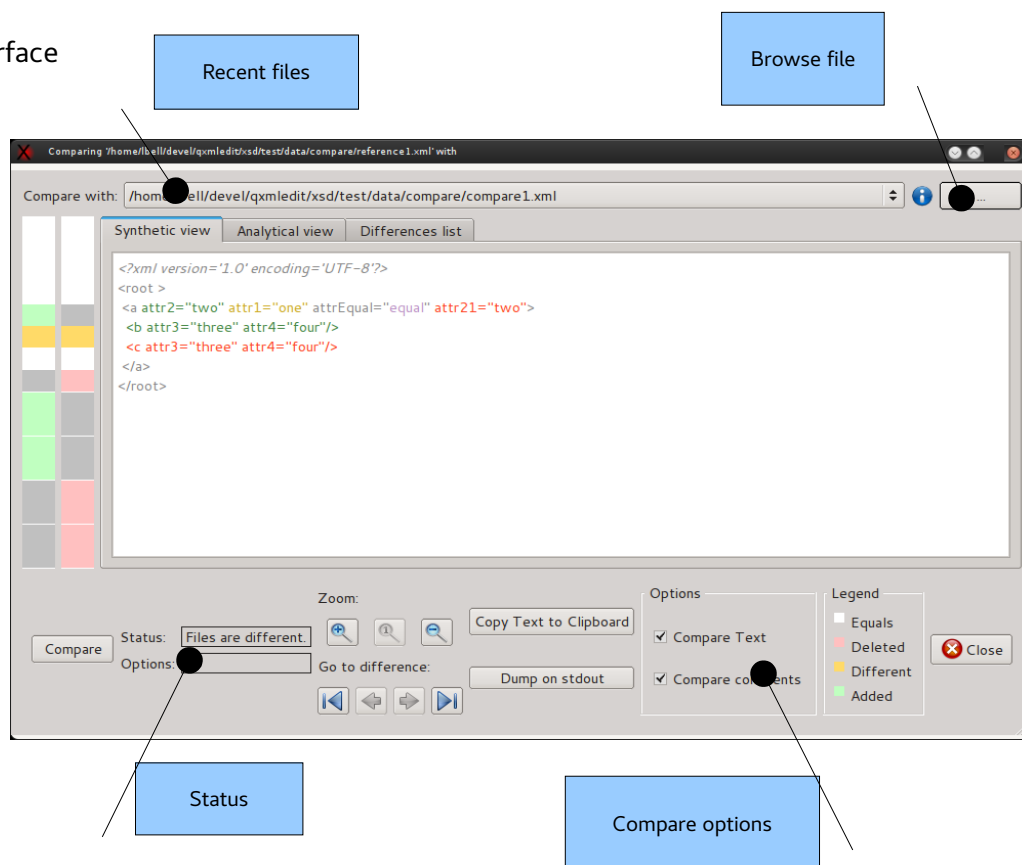 rface
Recent files
Browse file
Comparing '/home/lbell/devel/qxmledit/xsd/test/data/compare/reference1.xml' with
Compare with: /home ell/devel/qxmledit/xsd/test/data/compare/compare1.xml ...
Synthetic view Analytical view Differences list
<?xml version='1.0' encoding='UTF-8'?>
<root >
<a attr2="two" attr1="one" attrEqual="equal" attr21="two">
<b attr3="three" attr4="four"/>
<c attr3="three" attr4="four"/>
</a>
</root>
Compare
Status: Files are different.
Options:
Zoom:
Go to difference:
Copy Text to Clipboard
Dump on stdout
Options
Compare Text
Compare comments
Legend
Equals
Deleted
Different
Added
Close
Status
Compare options